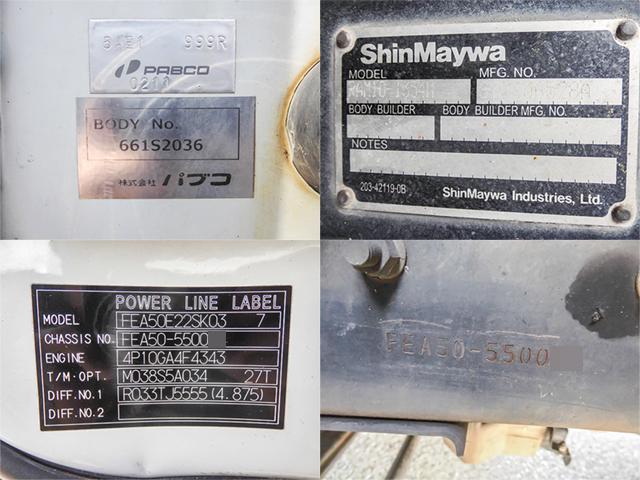 999R
PABCO
BODY No.
661S2036
株式会社 パブコ
ShinMaywa
MODEL
MFG. NO.
BODY BUILDER
BODY BUILDER MFG. NO.
NOTES
203-42119-0B
ShinMaywa Industries, Ltd.
POWER LINE LABEL
MODEL FEA50E22SK03 7
CHASSIS NO. FEA50-5500
ENGINE 4P10GA4F4343
T/M·OPT. M038S5A034 27T
DIFF.NO.1 R033TJ5555(4.875)
DIFF.NO.2
FEA50-5500